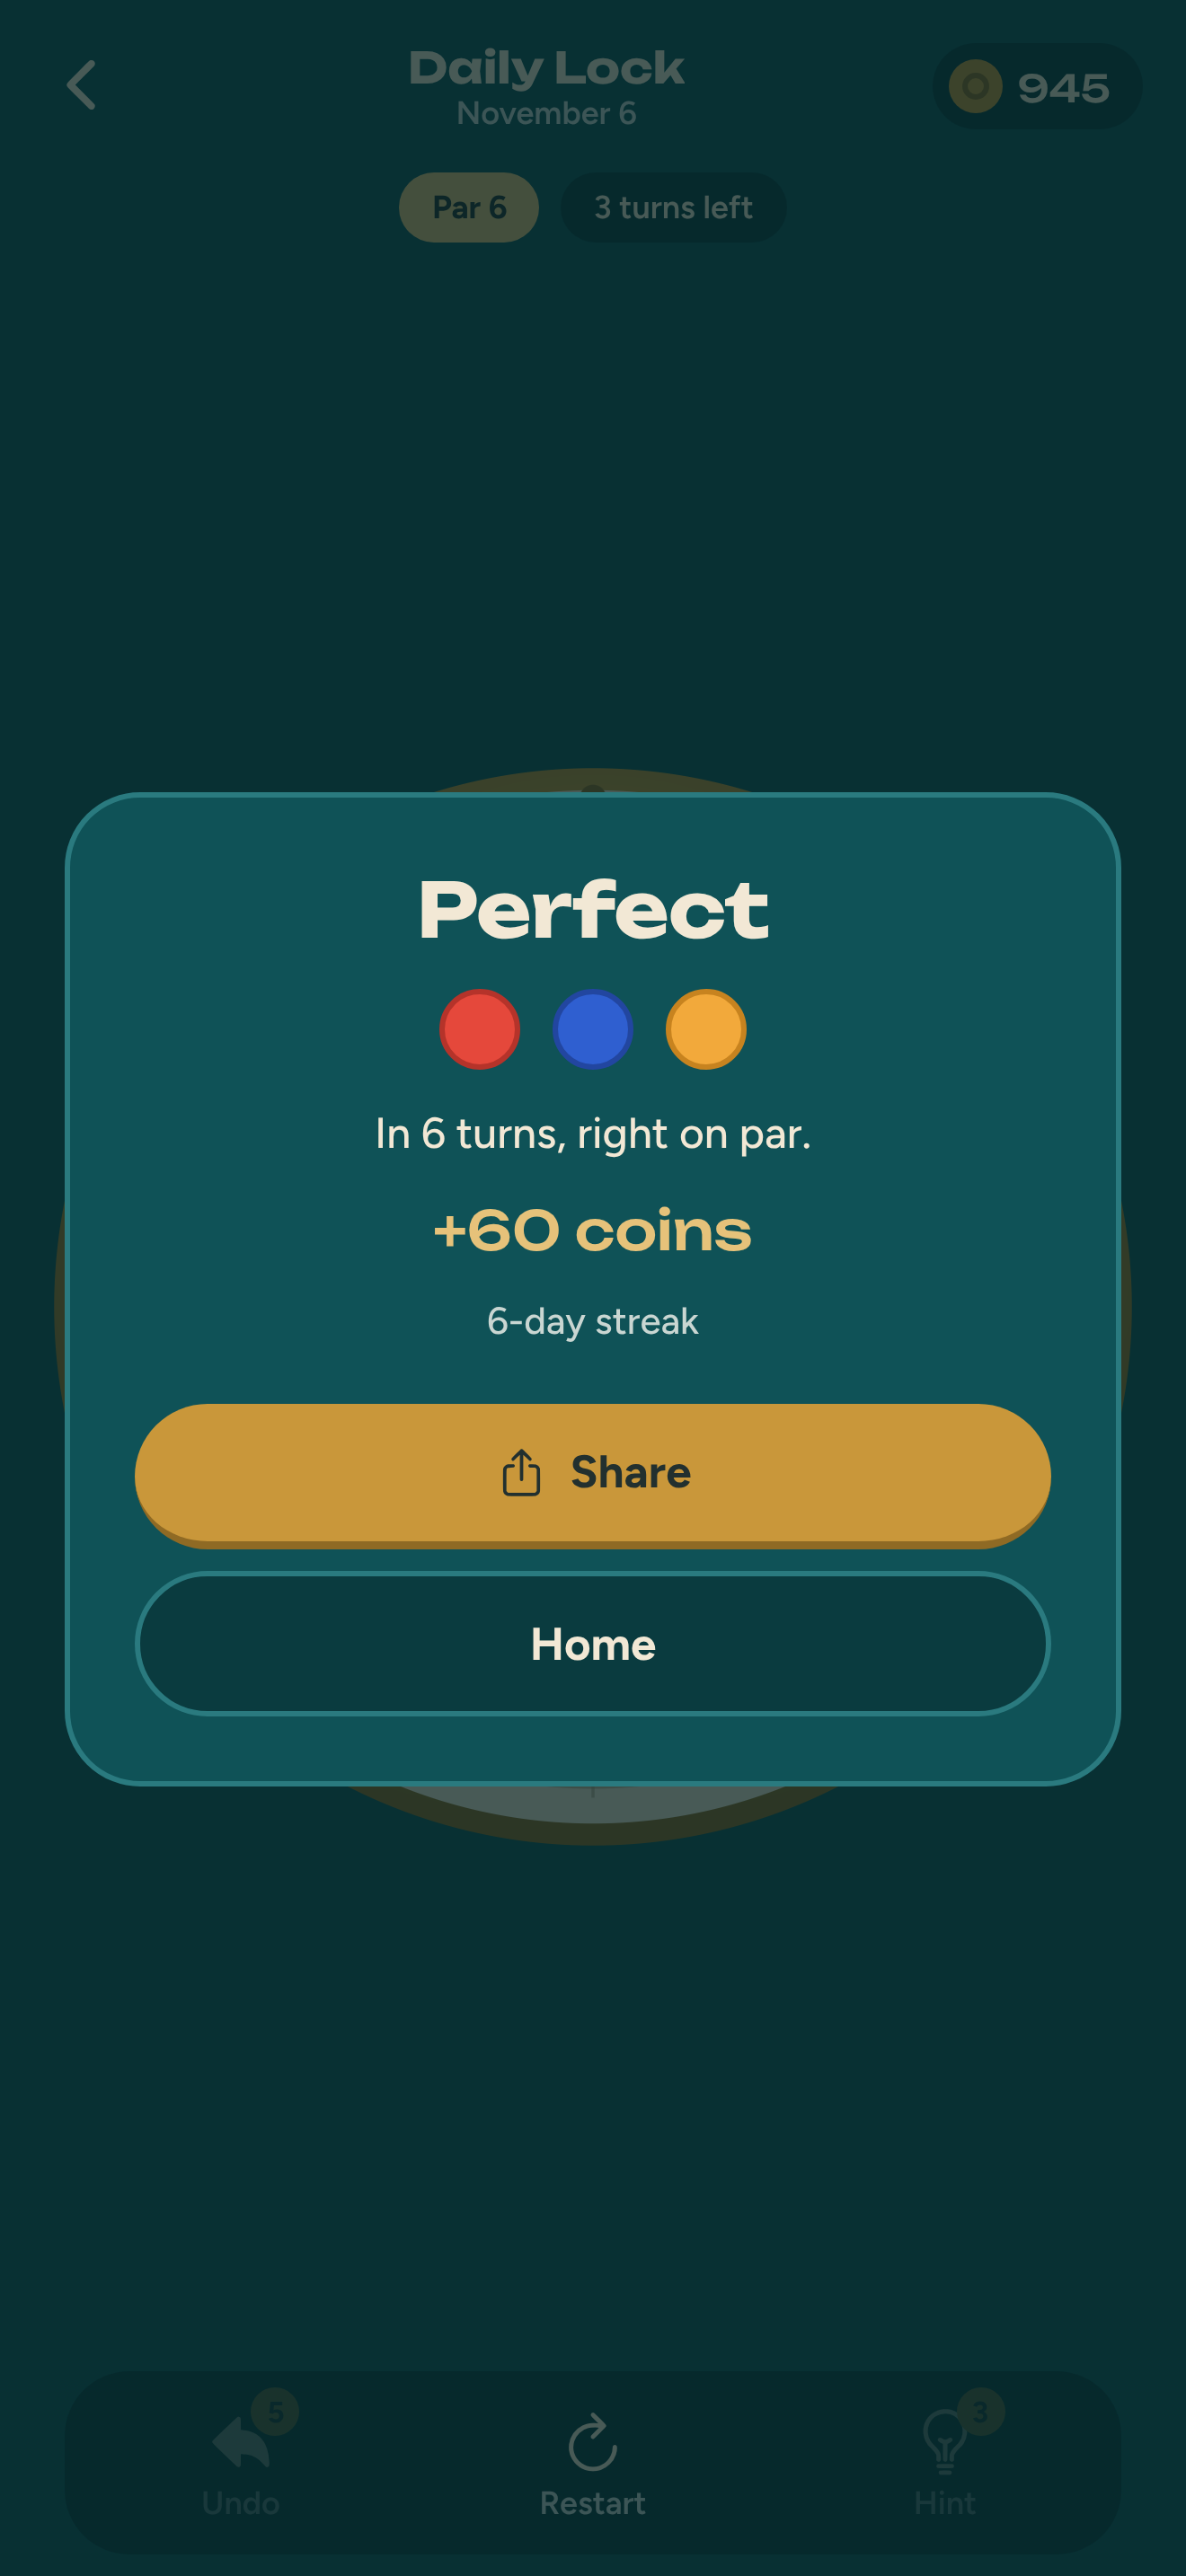 Daily Lock
November 6
945
Par 6
3 turns left
Perfect
In 6 turns, right on par.
+60 coins
6-day streak
Share
Home
5
3
Undo
Restart
Hint